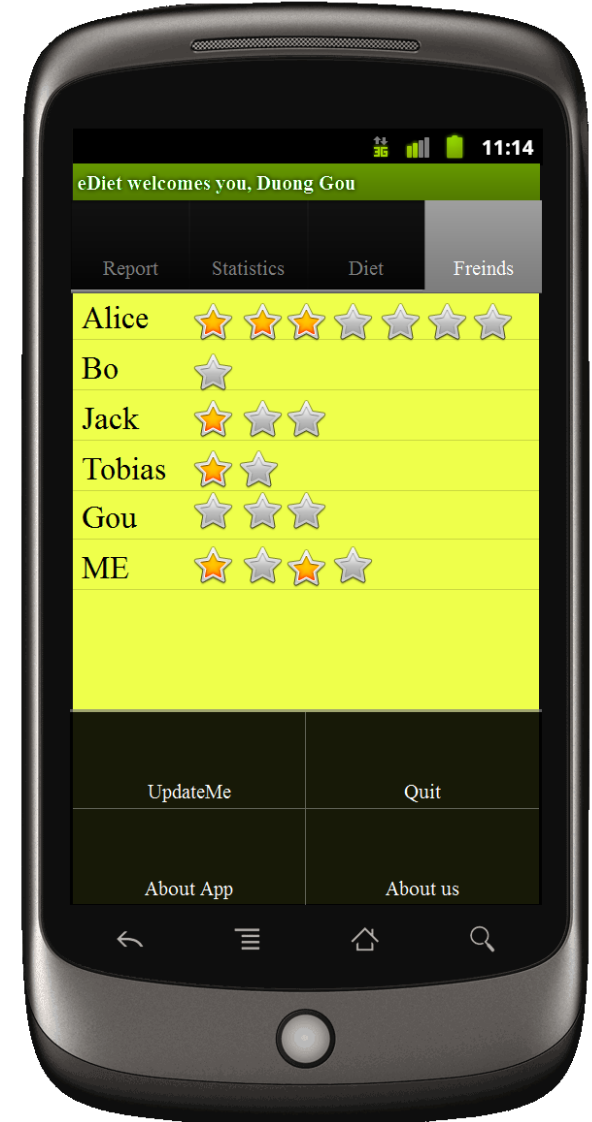 3G 11:14
eDiet welcomes you, Duong Gou
Report Statistics Diet Freinds
Alice
Bo
Jack
Tobias
Gou
ME
UpdateMe Quit
About App About us